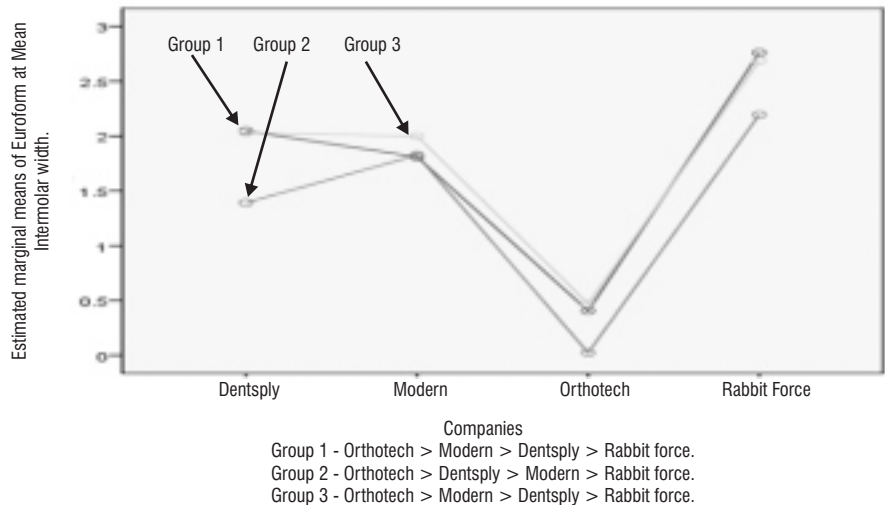 Estimated marginal means of Euroform at Mean
Intermolar width.
3
2.5
2
1.5
1
0.5
0
Group 1
Group 2
Group 3
Dentsply
Modern
Orthotech
Rabbit Force
Companies
Group 1 - Orthotech > Modern > Dentsply > Rabbit force.
Group 2 - Orthotech > Dentsply > Modern > Rabbit force.
Group 3 - Orthotech > Modern > Dentsply > Rabbit force.